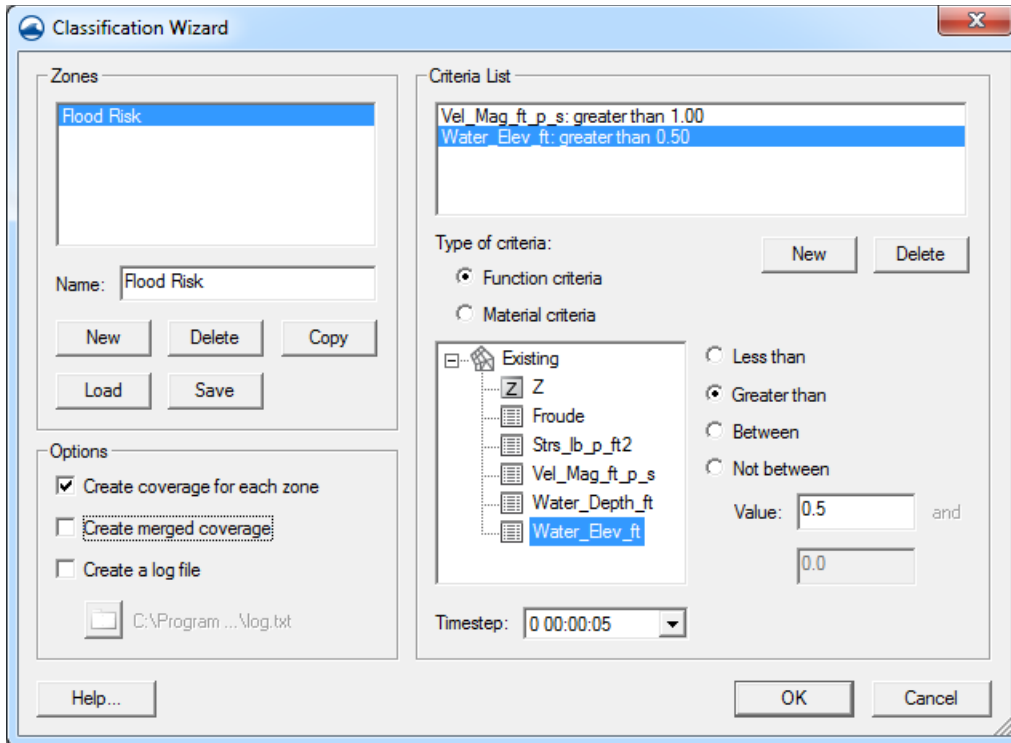 Classification Wizard
Zones
Flood Risk
Name: Flood Risk
New Delete Copy
Load Save
Options
Create coverage for each zone
Create merged coverage
Create a log file
C:\Program ...\log.txt
Criteria List
Vel_Mag_ft_p_s: greater than 1.00
Water_Elev_ft: greater than 0.50
Type of criteria:
New Delete
Function criteria
Material criteria
Existing
Z Z
Froude
Strs_lb_p_ft2
Vel_Mag_ft_p_s
Water_Depth_ft
Water_Elev_ft
Less than
Greater than
Between
Not between
Value: 0.5 and
0.0
Timestep: 0 00:00:05
Help... OK Cancel